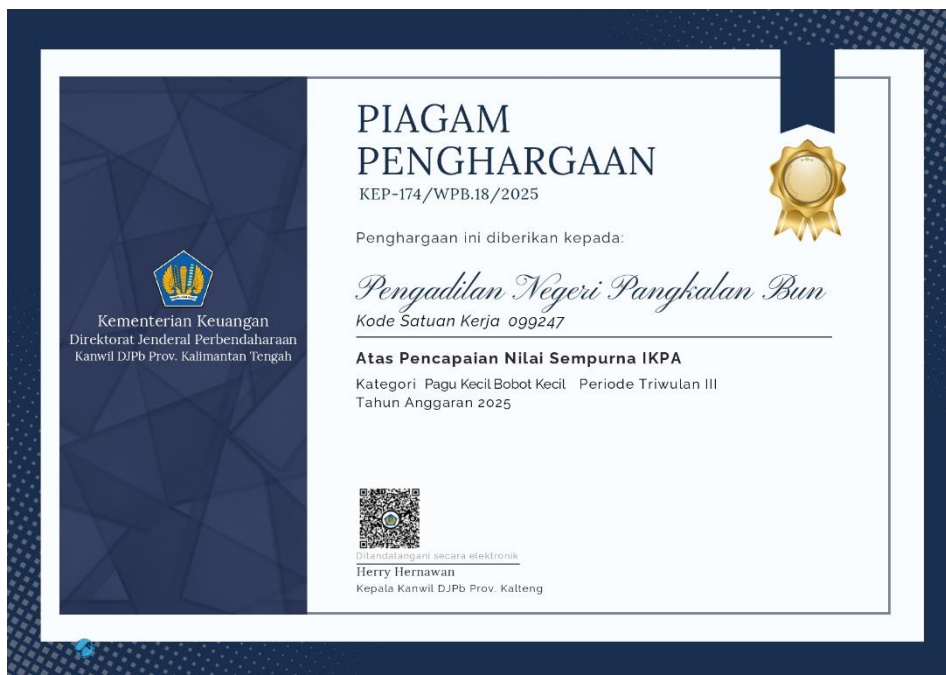 PIAGAM
PENGHARGAAN
KEP-174/WPB.18/2025
Penghargaan ini diberikan kepada:
Pengadilan Negeri Pangkalan Bun
Kode Satuan Kerja 099247
Kementerian Keuangan
Direktorat Jenderal Perbendaharaan
Kanwil DJPb Prov. Kalimantan Tengah
Atas Pencapaian Nilai Sempurna IKPA
Kategori Pagu Kecil Bobot Kecil Periode Triwulan III
Tahun Anggaran 2025
Ditandatangani secara elektronik
Herry Hernawan
Kepala Kanwil DJPb Prov. Kalteng